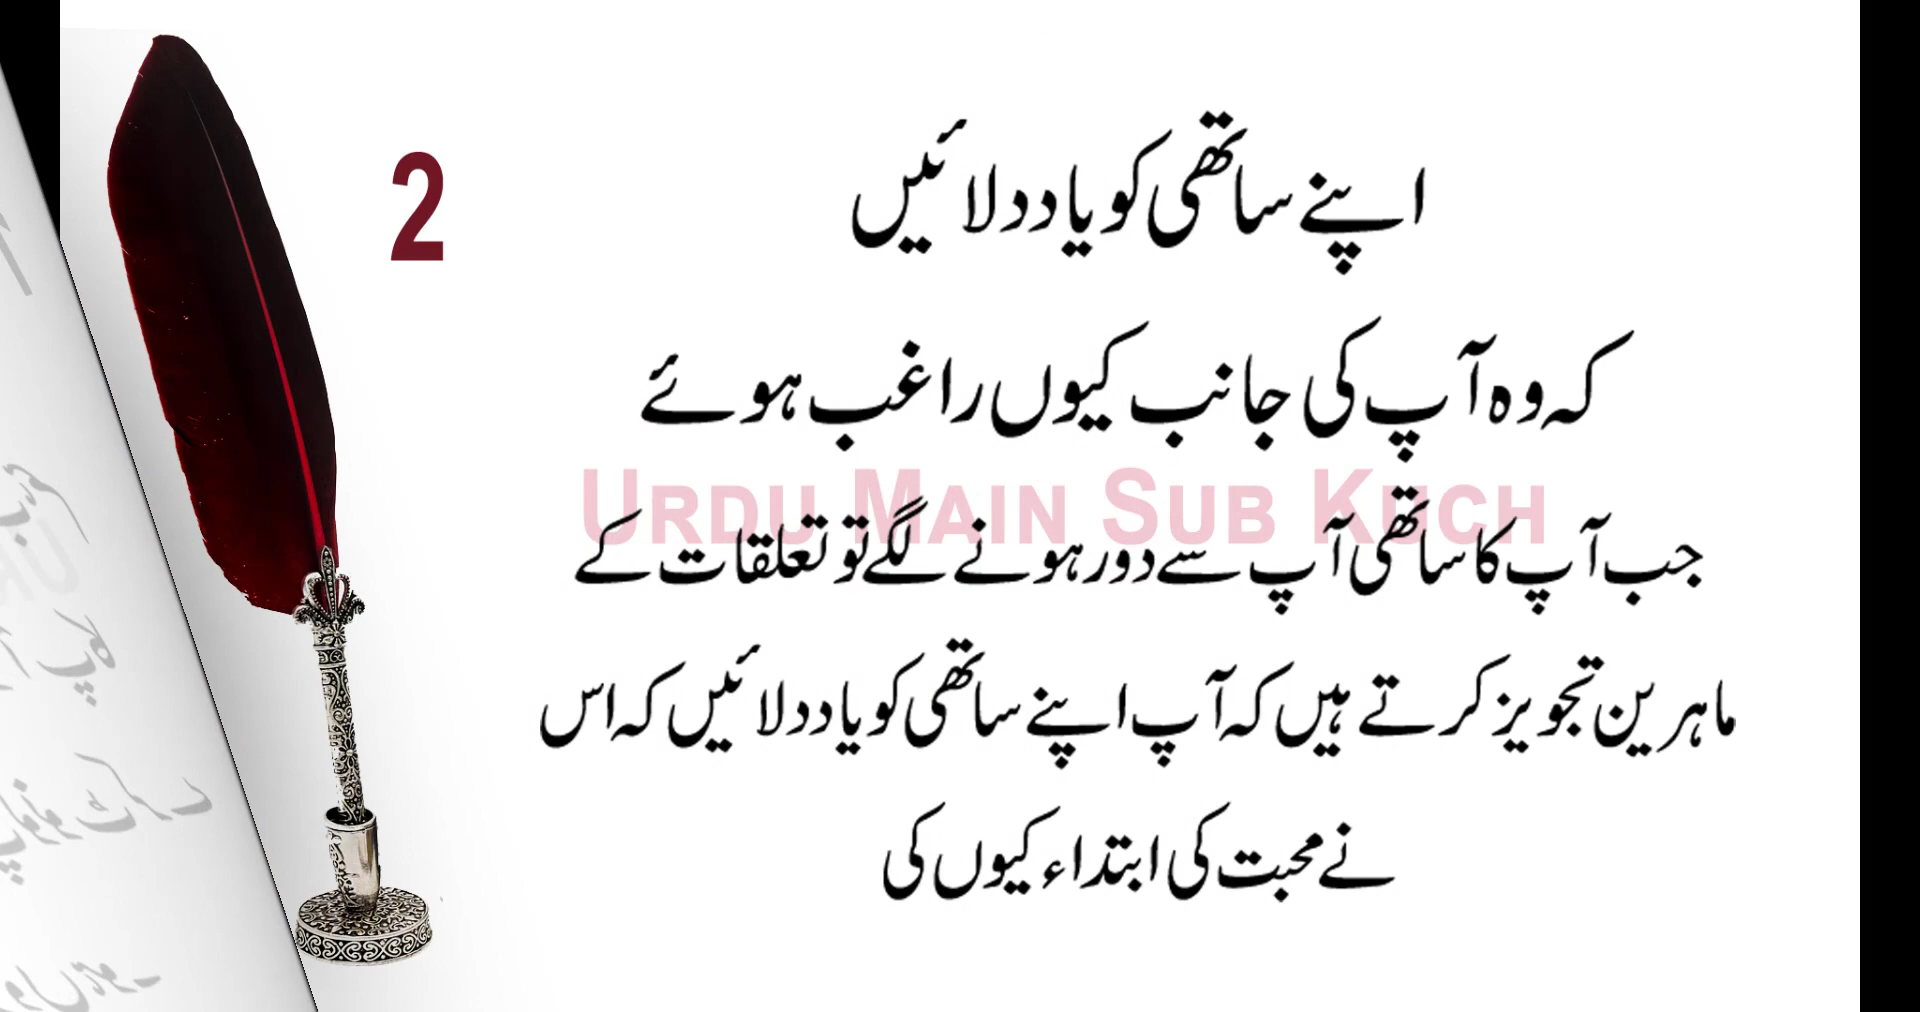 2
اپنے ساتھی کو یاد دلائیں
کہ وہ آپ کی جانب کیوں راغب ہوئے
URDU MAIN SUB KUCH
جب آپ کا ساتھی آپ سے دور ہونے لگے تو تعلقات کے
ماہرین تجویز کرتے ہیں کہ آپ اپنے ساتھی کو یاد دلائیں کہ اس
نے محبت کی ابتداء کیوں کی